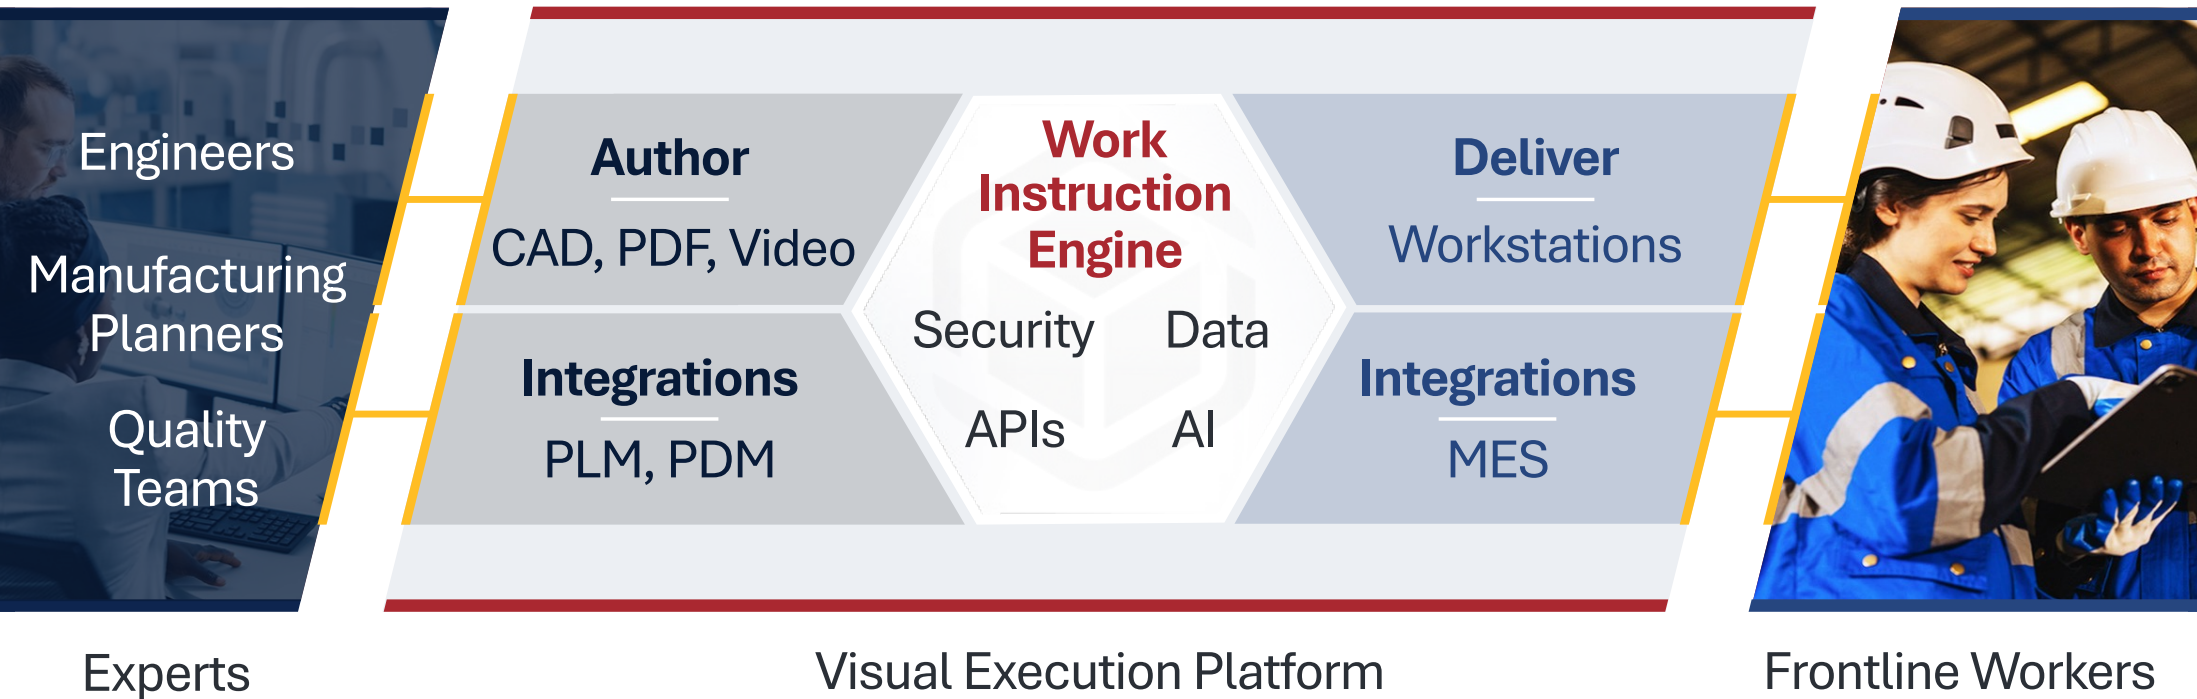 Engineers
Manufacturing
Planners
Quality
Teams
Author
CAD, PDF, Video
Integrations
PLM, PDM
Work
Instruction
Engine
Security Data
APIs AI
Deliver
Workstations
Integrations
MES
Experts
Visual Execution Platform
Frontline Workers